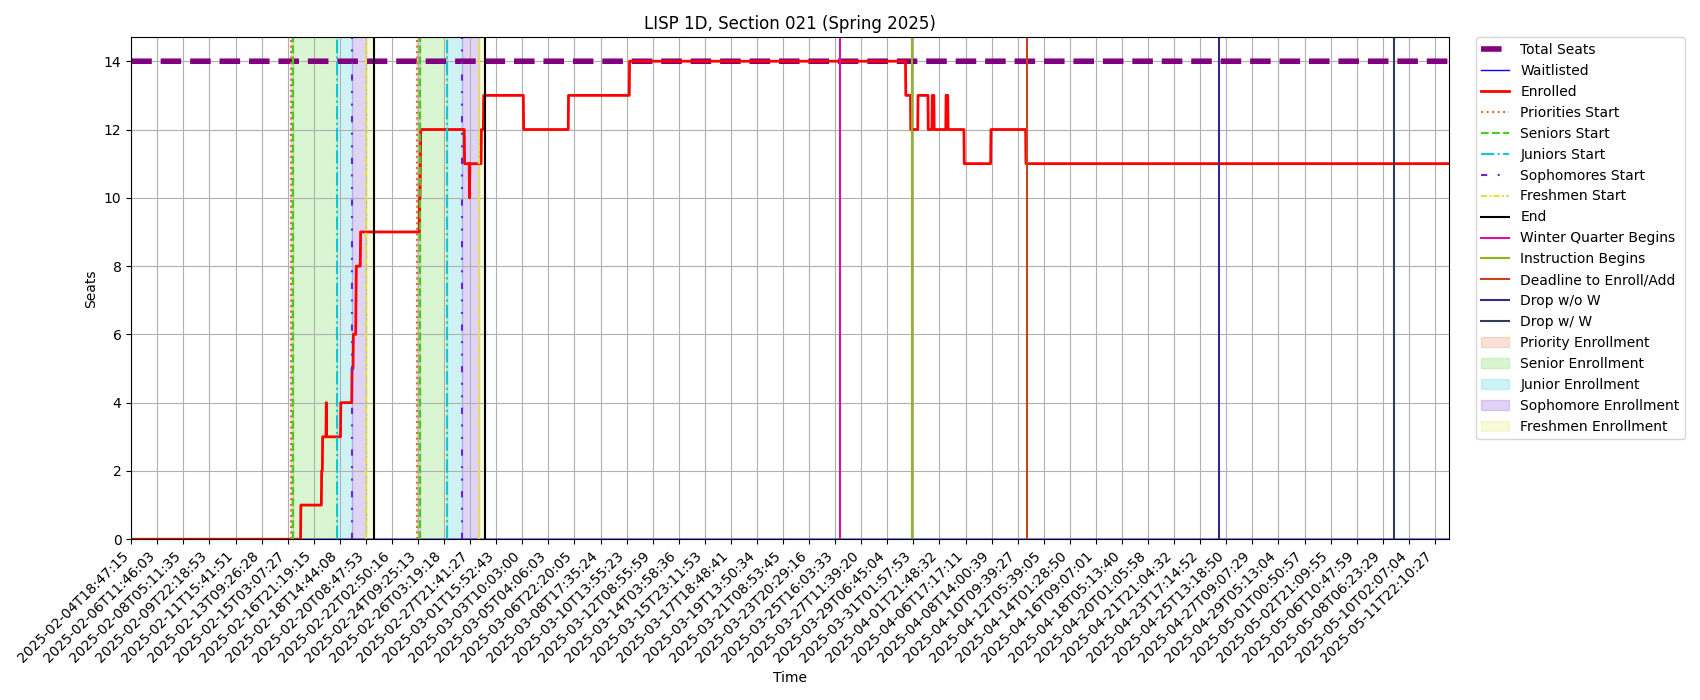 LISP 1D, Section 021 (Spring 2025)
Seats
14
12
10
8
6
4
2
0
2025-02-04T18:47:15
2025-02-06T11:46:03
2025-02-08T05:11:35
2025-02-09T22:18:53
2025-02-11T15:41:51
2025-02-13T09:26:28
2025-02-15T03:07:27
2025-02-16T21:19:15
2025-02-18T14:44:08
2025-02-20T08:47:53
2025-02-22T02:50:16
2025-02-24T09:25:13
2025-02-26T03:19:18
2025-02-27T21:41:27
2025-03-01T15:52:43
2025-03-03T10:03:00
2025-03-05T04:06:03
2025-03-06T22:20:05
2025-03-08T17:35:24
2025-03-10T13:55:23
2025-03-12T08:55:59
2025-03-14T03:58:36
2025-03-15T23:11:53
2025-03-17T18:48:41
2025-03-19T13:50:34
2025-03-21T08:53:45
2025-03-23T20:29:16
2025-03-25T16:03:33
2025-03-27T11:39:20
2025-03-29T06:45:04
2025-03-31T01:57:53
2025-04-01T21:48:32
2025-04-06T17:17:11
2025-04-08T14:00:39
2025-04-10T09:39:27
2025-04-12T05:39:05
2025-04-14T01:28:50
2025-04-16T09:07:01
2025-04-18T05:13:40
2025-04-20T01:05:58
2025-04-21T21:04:32
2025-04-23T17:14:52
2025-04-25T13:18:50
2025-04-27T09:07:29
2025-04-29T05:13:04
2025-05-01T00:50:57
2025-05-02T21:09:55
2025-05-06T10:47:59
2025-05-08T06:23:29
2025-05-10T02:07:04
2025-05-11T22:10:27
Time
Total Seats
Waitlisted
Enrolled
Priorities Start
Seniors Start
Juniors Start
Sophomores Start
Freshmen Start
End
Winter Quarter Begins
Instruction Begins
Deadline to Enroll/Add
Drop w/o W
Drop w/ W
Priority Enrollment
Senior Enrollment
Junior Enrollment
Sophomore Enrollment
Freshmen Enrollment